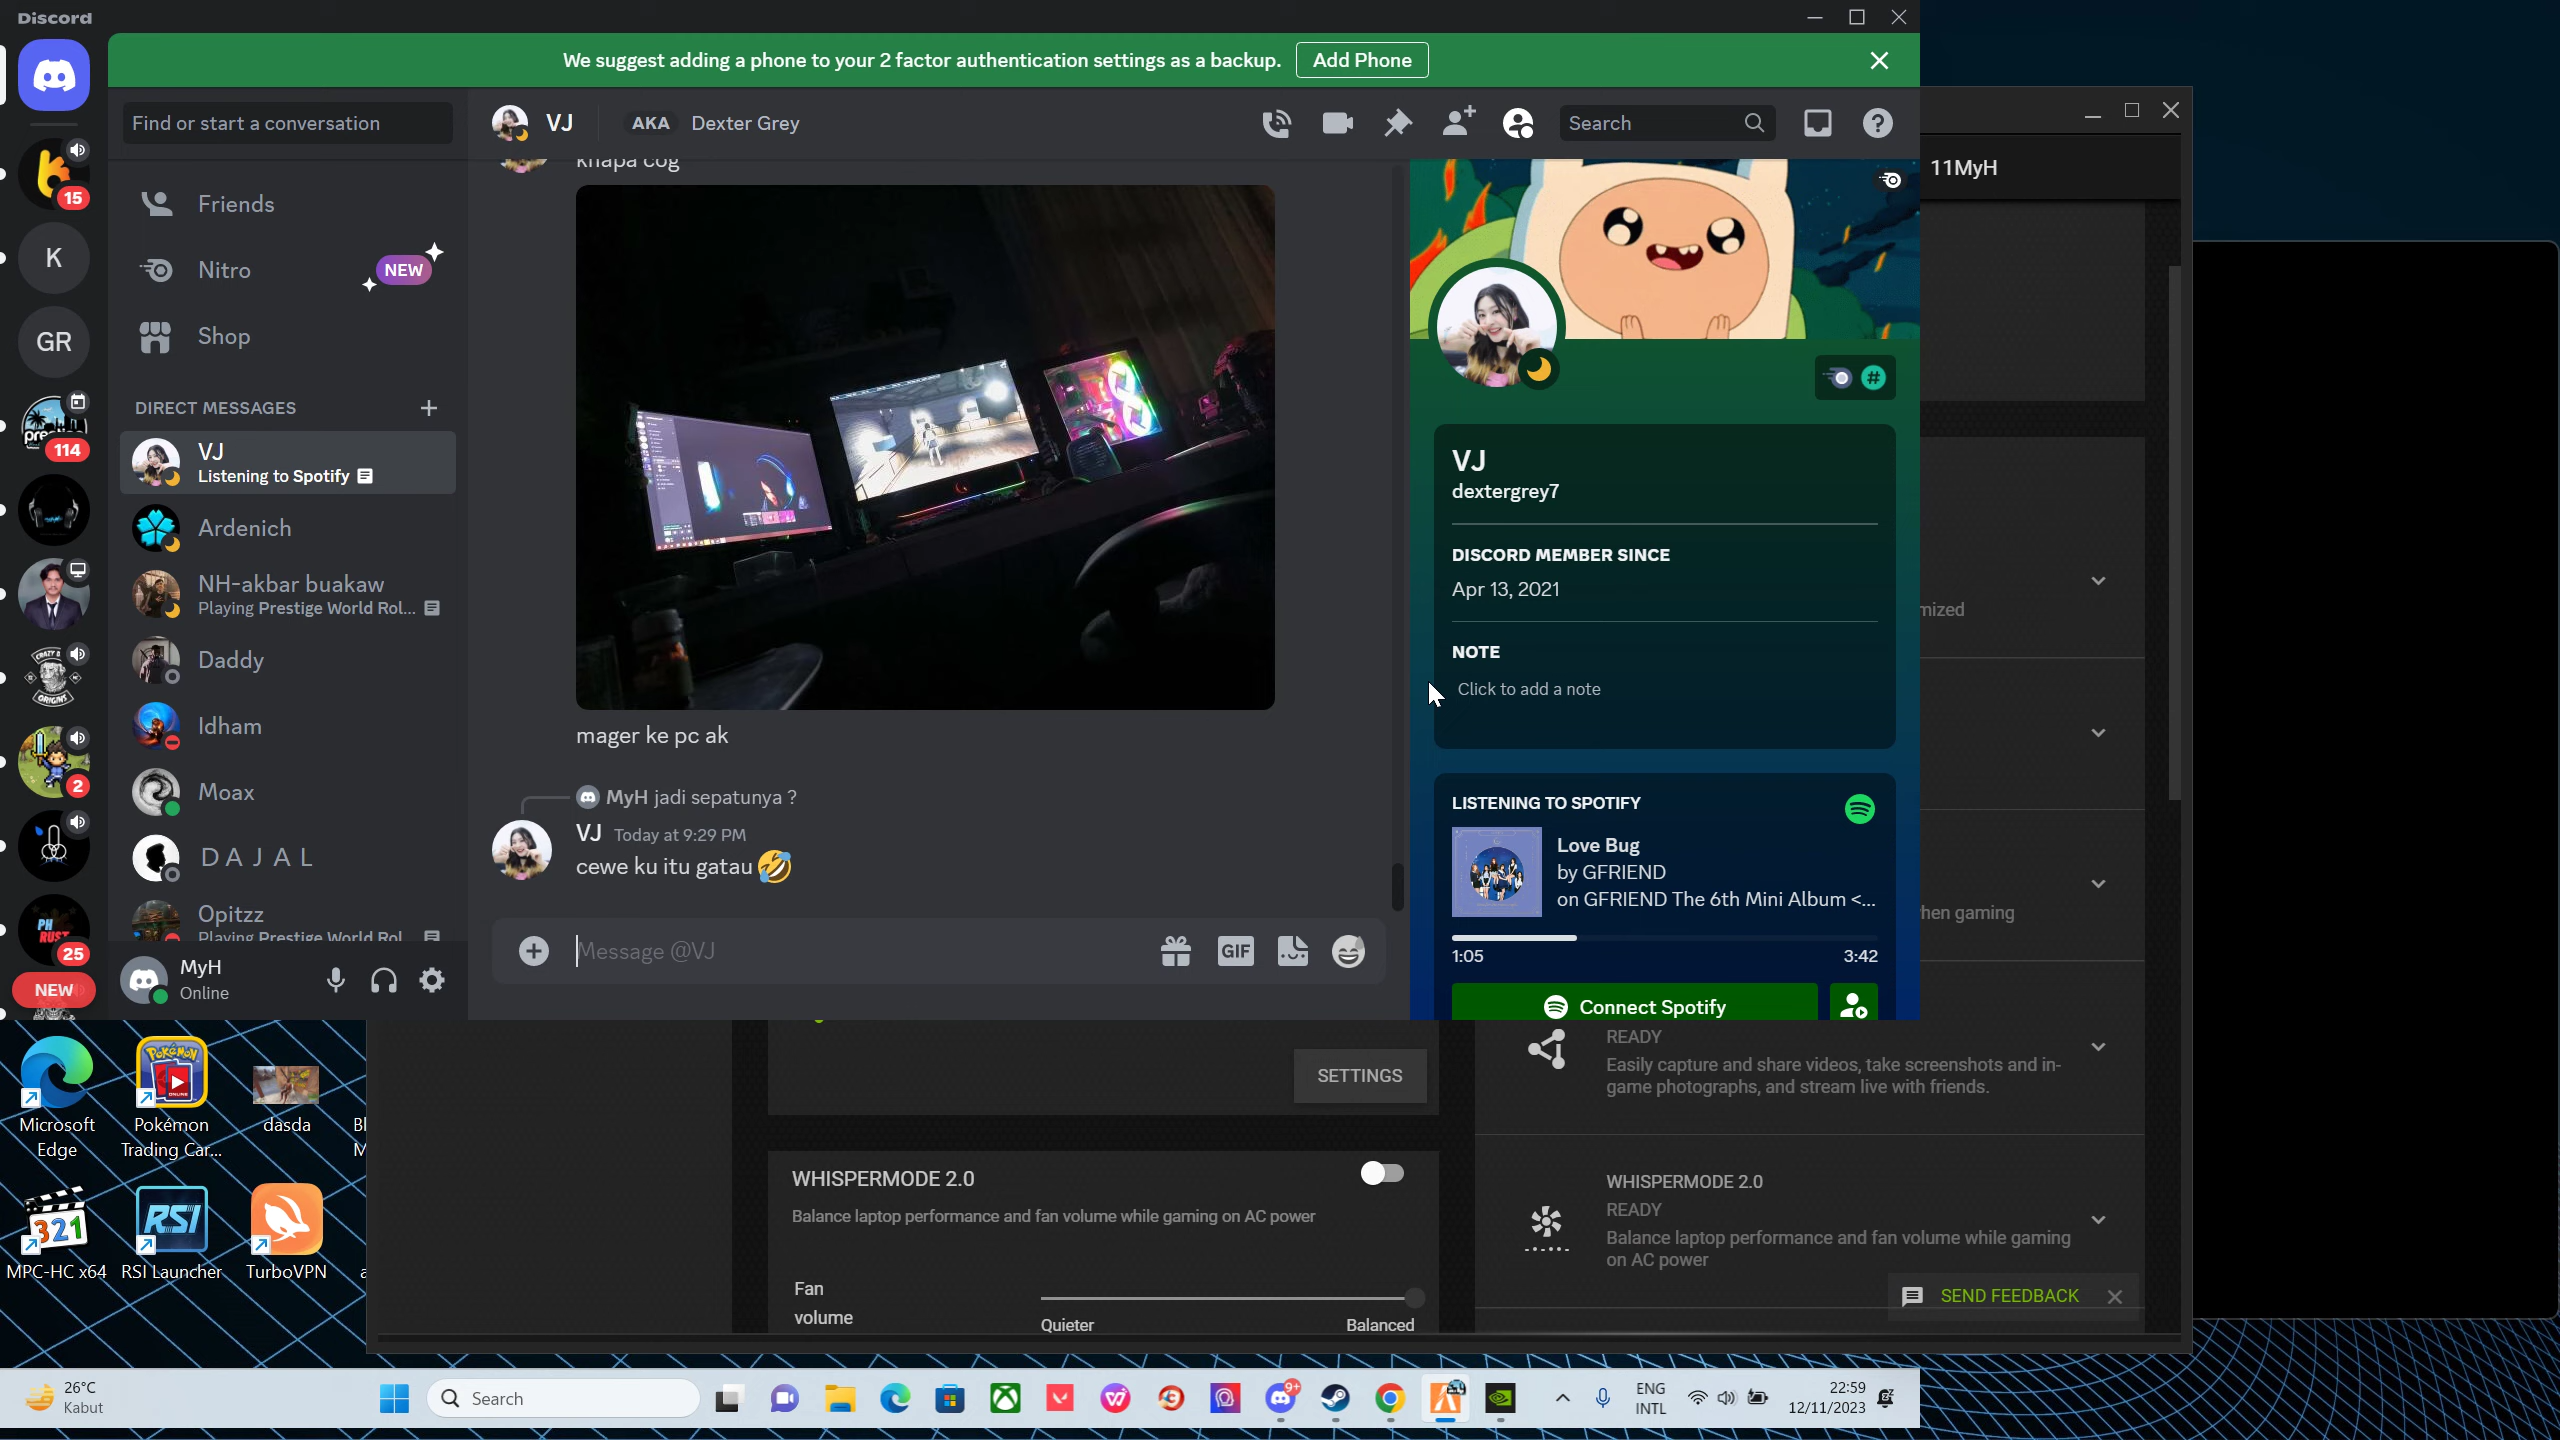 Discord
We suggest adding a phone to your 2 factor authentication settings as a backup. Add Phone
Find or start a conversation
VJ AKA Dexter Grey
Search
15
K
GR
114
2
25
NEW
Friends
Nitro NEW
Shop
DIRECT MESSAGES
VJ
Listening to Spotify
Ardenich
NH-akbar buakaw
Playing Prestige World Rol...
Daddy
Idham
Moax
D A J A L
Opitzz
Playing Prestige World Rol
MyH
Online
knapa cog
mager ke pc ak
MyH jadi sepatunya ?
VJ Today at 9:29 PM
cewe ku itu gatau
Message @VJ
GIF
VJ
dextergrey7
DISCORD MEMBER SINCE
Apr 13, 2021
NOTE
Click to add a note
LISTENING TO SPOTIFY
Love Bug
by GFRIEND
on GFRIEND The 6th Mini Album <...
1:05 3:42
Connect Spotify
11MyH
mized
hen gaming
SETTINGS
WHISPERMODE 2.0
Balance laptop performance and fan volume while gaming on AC power
Fan
volume
Quieter Balanced
READY
Easily capture and share videos, take screenshots and in-
game photographs, and stream live with friends.
WHISPERMODE 2.0
READY
Balance laptop performance and fan volume while gaming
on AC power
SEND FEEDBACK
Microsoft
Edge
Pokémon
Trading Car...
dasda
Bl
M
MPC-HC x64
RSI Launcher
TurboVPN
a
26°C
Kabut
Search
9+
ENG
INTL
22:59
12/11/2023